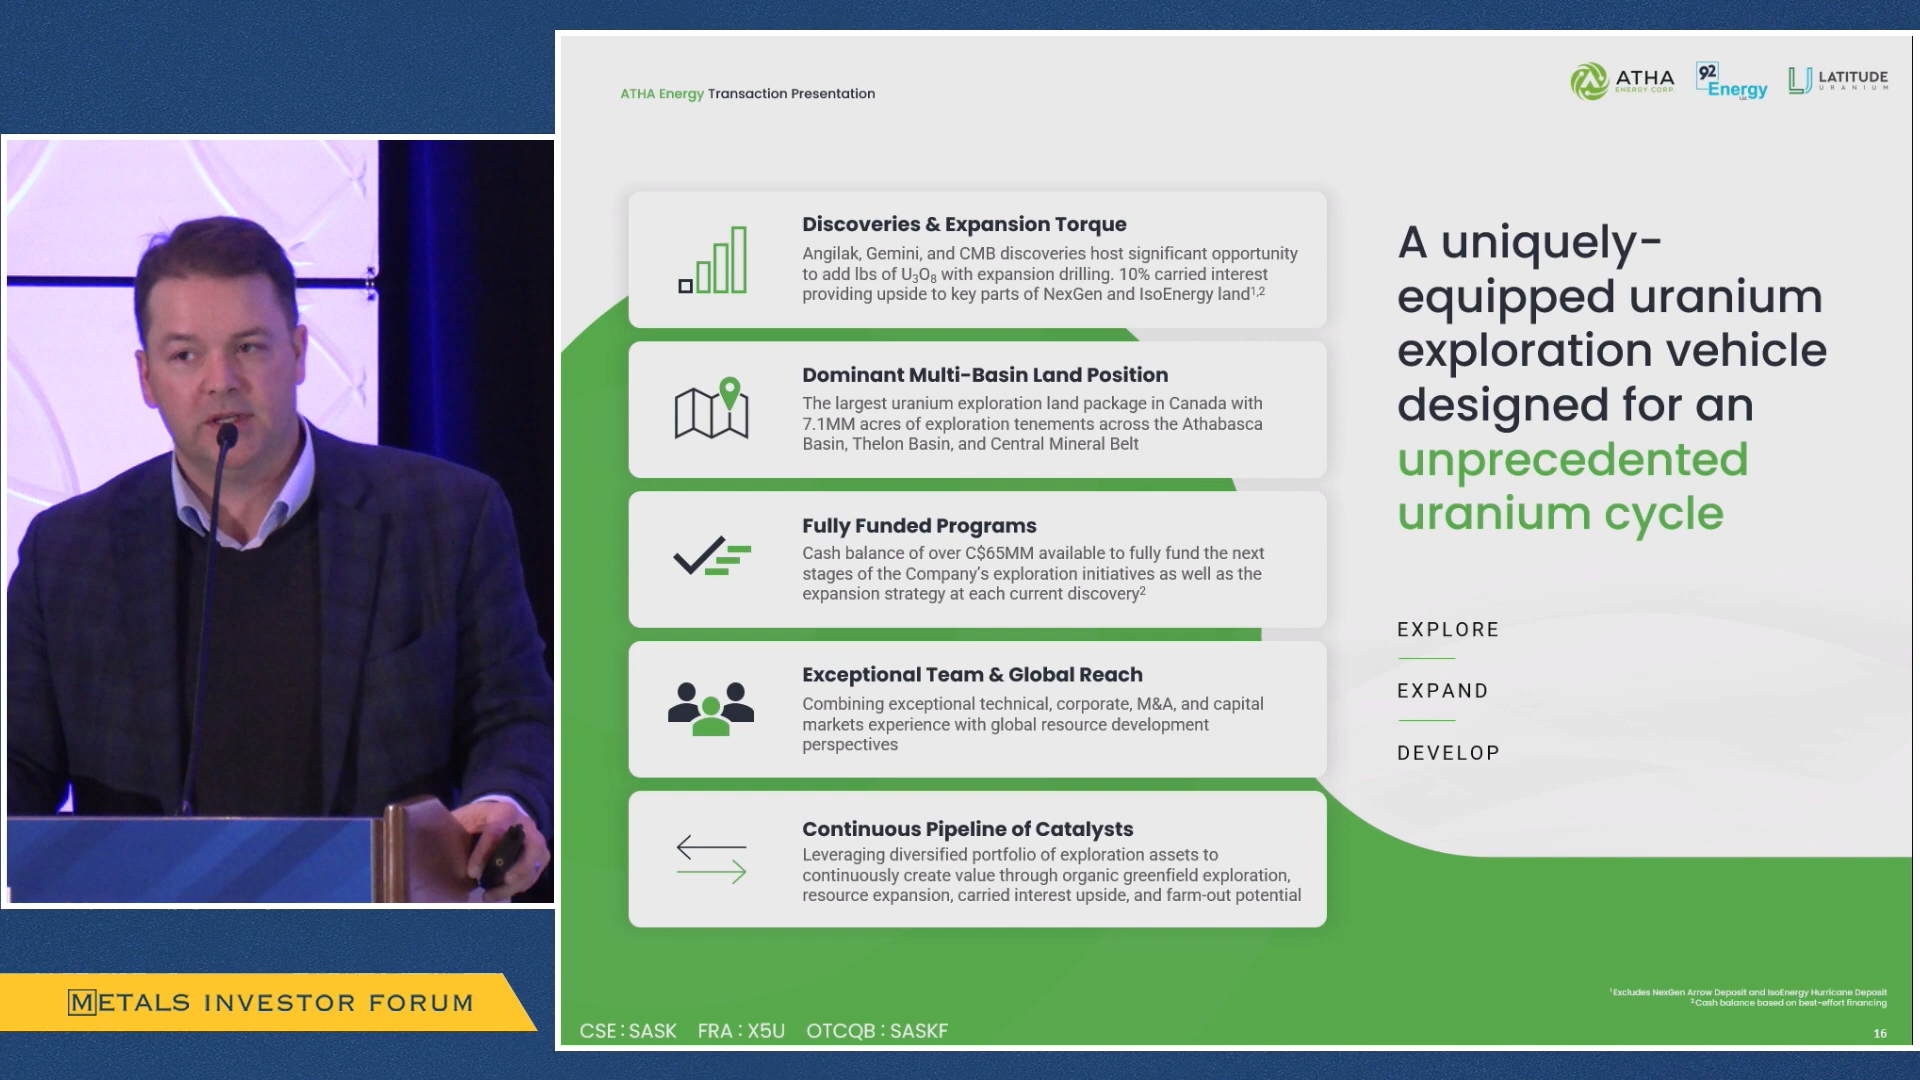 ATHA Energy Transaction Presentation
ATHA
ENERGY CORP.
92
Energy
Ltd
LATITUDE
URANIUM
Discoveries & Expansion Torque
Angilak, Gemini, and CMB discoveries host significant opportunity
to add lbs of U₃O₈ with expansion drilling. 10% carried interest
providing upside to key parts of NexGen and IsoEnergy land¹,²
Dominant Multi-Basin Land Position
The largest uranium exploration land package in Canada with
7.1MM acres of exploration tenements across the Athabasca
Basin, Thelon Basin, and Central Mineral Belt
Fully Funded Programs
Cash balance of over C$65MM available to fully fund the next
stages of the Company's exploration initiatives as well as the
expansion strategy at each current discovery²
Exceptional Team & Global Reach
Combining exceptional technical, corporate, M&A, and capital
markets experience with global resource development
perspectives
Continuous Pipeline of Catalysts
Leveraging diversified portfolio of exploration assets to
continuously create value through organic greenfield exploration,
resource expansion, carried interest upside, and farm-out potential
A uniquely-
equipped uranium
exploration vehicle
designed for an
unprecedented
uranium cycle
EXPLORE
EXPAND
DEVELOP
¹Excludes NexGen Arrow Deposit and IsoEnergy Hurricane Deposit
²Cash balance based on best-effort financing
16
CSE : SASK FRA : X5U OTCQB : SASKF
METALS INVESTOR FORUM